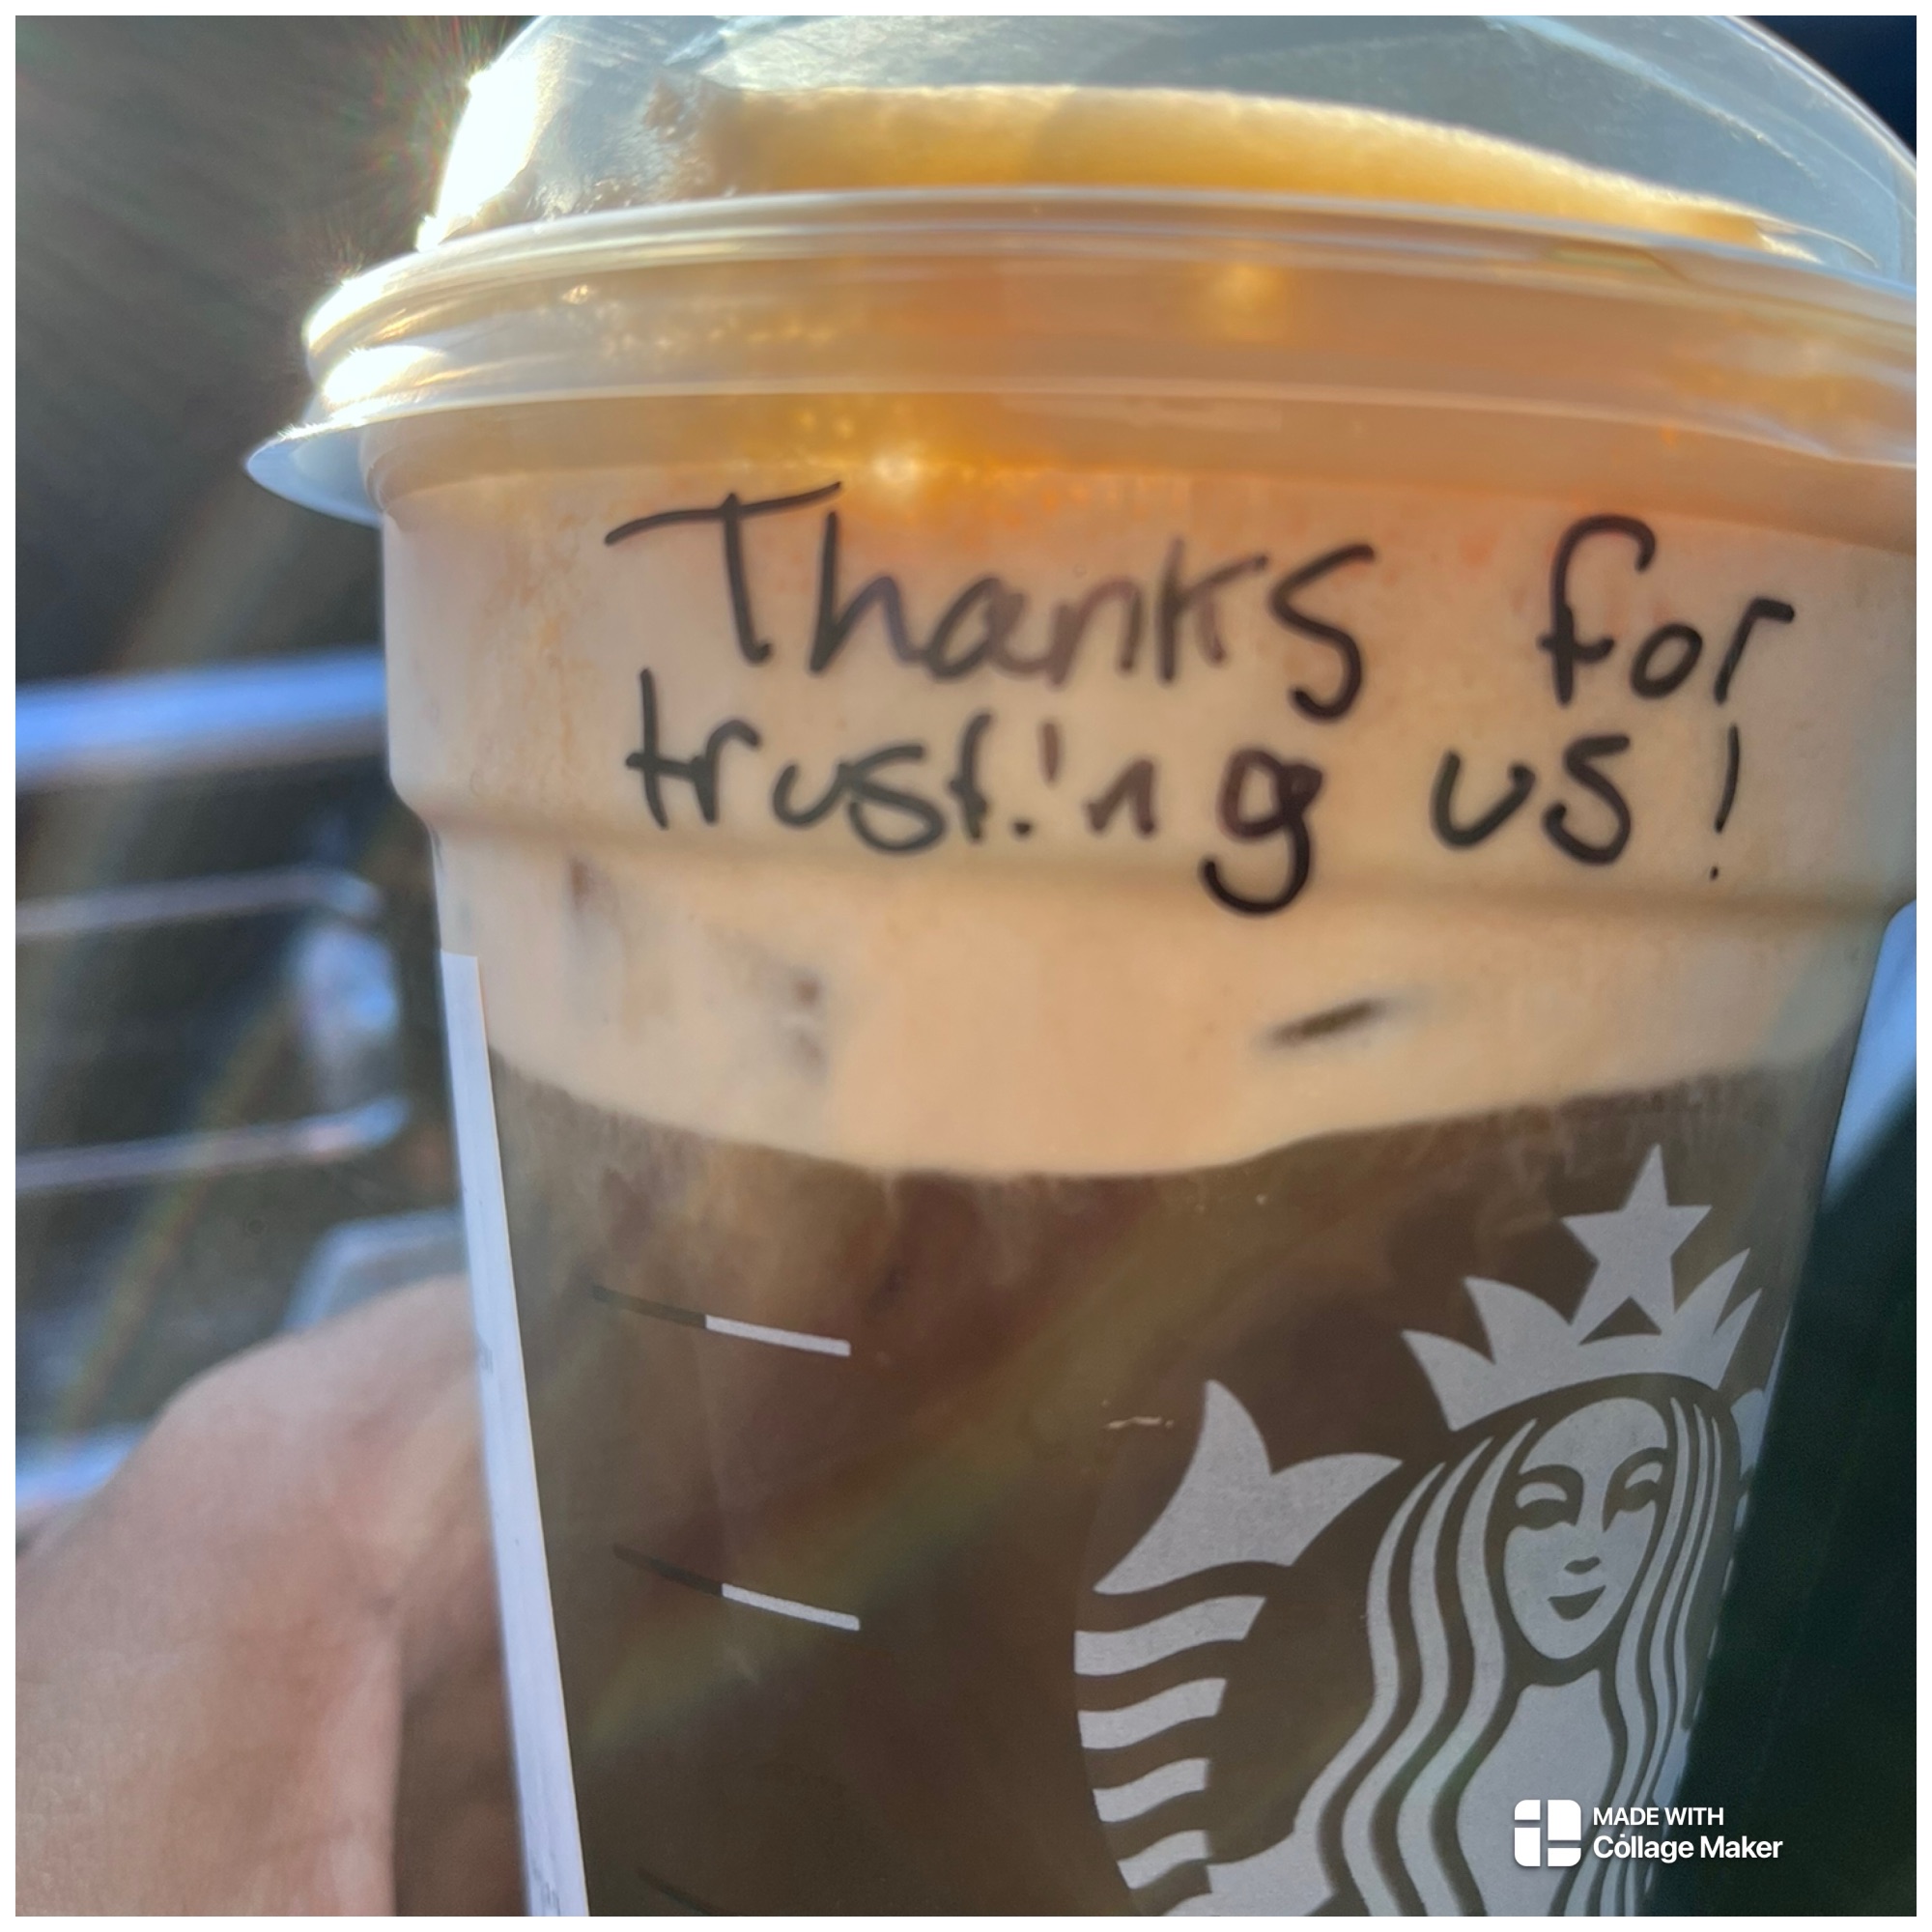 Thanks for
trusting us!
MADE WITH
Collage Maker